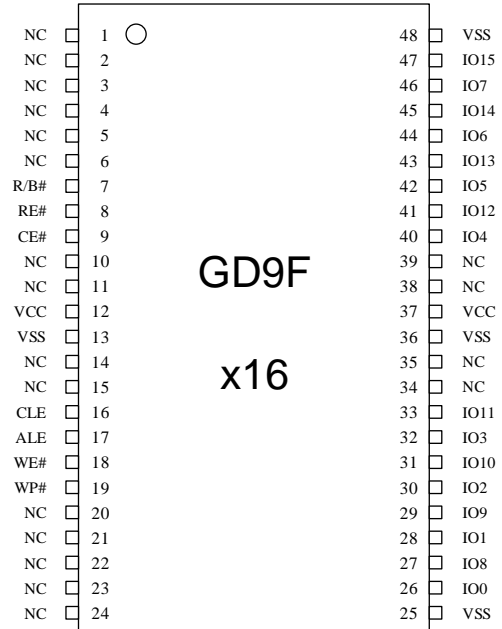 NC 1 48 VSS
NC 2 47 IO15
NC 3 46 IO7
NC 4 45 IO14
NC 5 44 IO6
NC 6 43 IO13
R/B# 7 42 IO5
RE# 8 41 IO12
CE# 9 40 IO4
NC 10 39 NC
NC 11 38 NC
GD9F
VCC 12 37 VCC
VSS 13 36 VSS
NC 14 35 NC
NC 15 34 NC
x16
CLE 16 33 IO11
ALE 17 32 IO3
WE# 18 31 IO10
WP# 19 30 IO2
NC 20 29 IO9
NC 21 28 IO1
NC 22 27 IO8
NC 23 26 IO0
NC 24 25 VSS